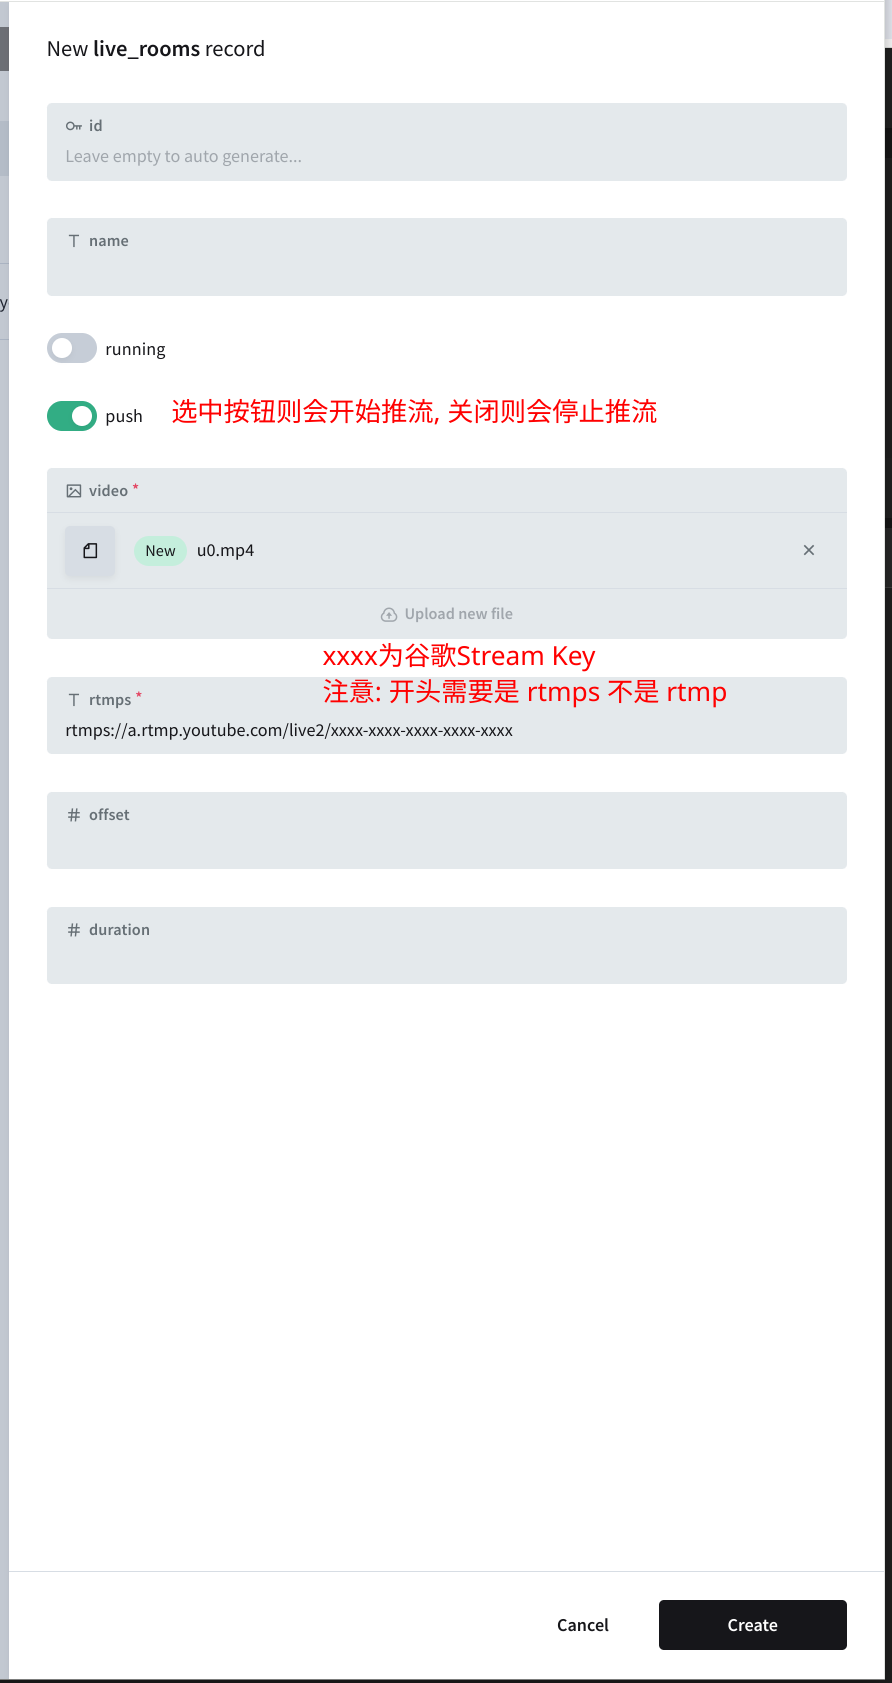 New live_rooms record
id
Leave empty to auto generate...
name
y
running
push 选中按钮则会开始推流, 关闭则会停止推流
video *
New u0.mp4
Upload new file
xxxx为谷歌Stream Key
注意: 开头需要是 rtmps 不是 rtmp
rtmps *
rtmps://a.rtmp.youtube.com/live2/xxxx-xxxx-xxxx-xxxx-xxxx
# offset
# duration
Cancel Create